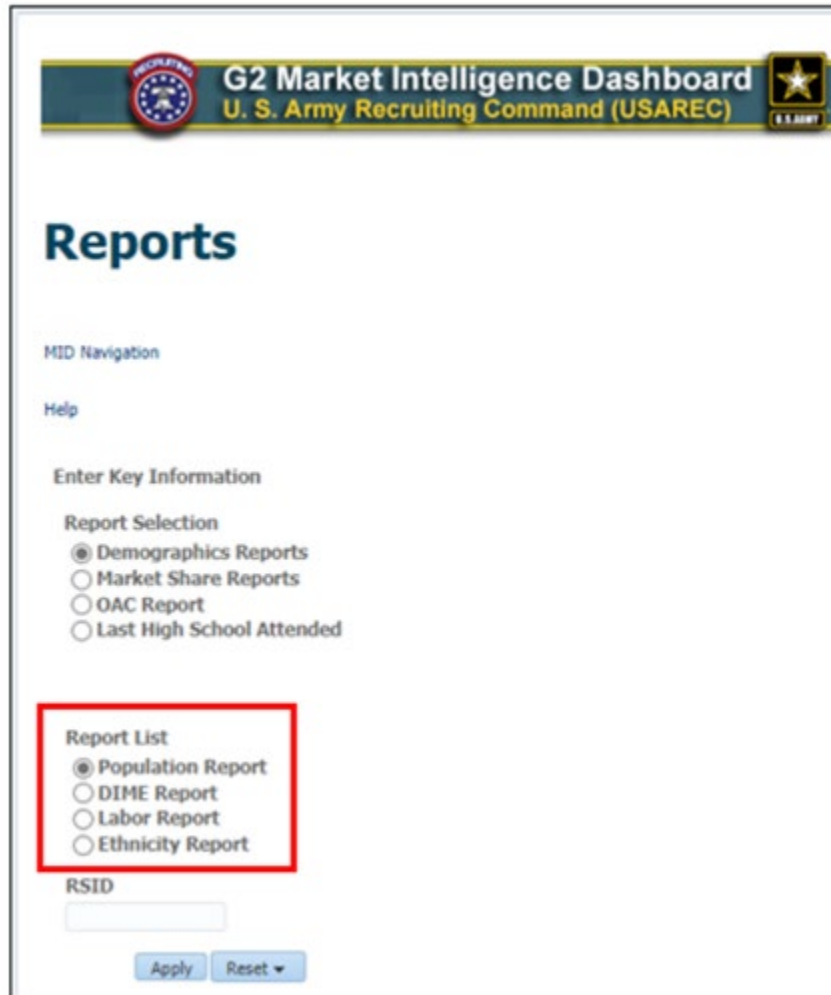 RECRUITING
G2 Market Intelligence Dashboard
U. S. Army Recruiting Command (USAREC)
U.S.ARMY
Reports
MID Navigation
Help
Enter Key Information
Report Selection
Demographics Reports
Market Share Reports
OAC Report
Last High School Attended
Report List
Population Report
DIME Report
Labor Report
Ethnicity Report
RSID
Apply Reset